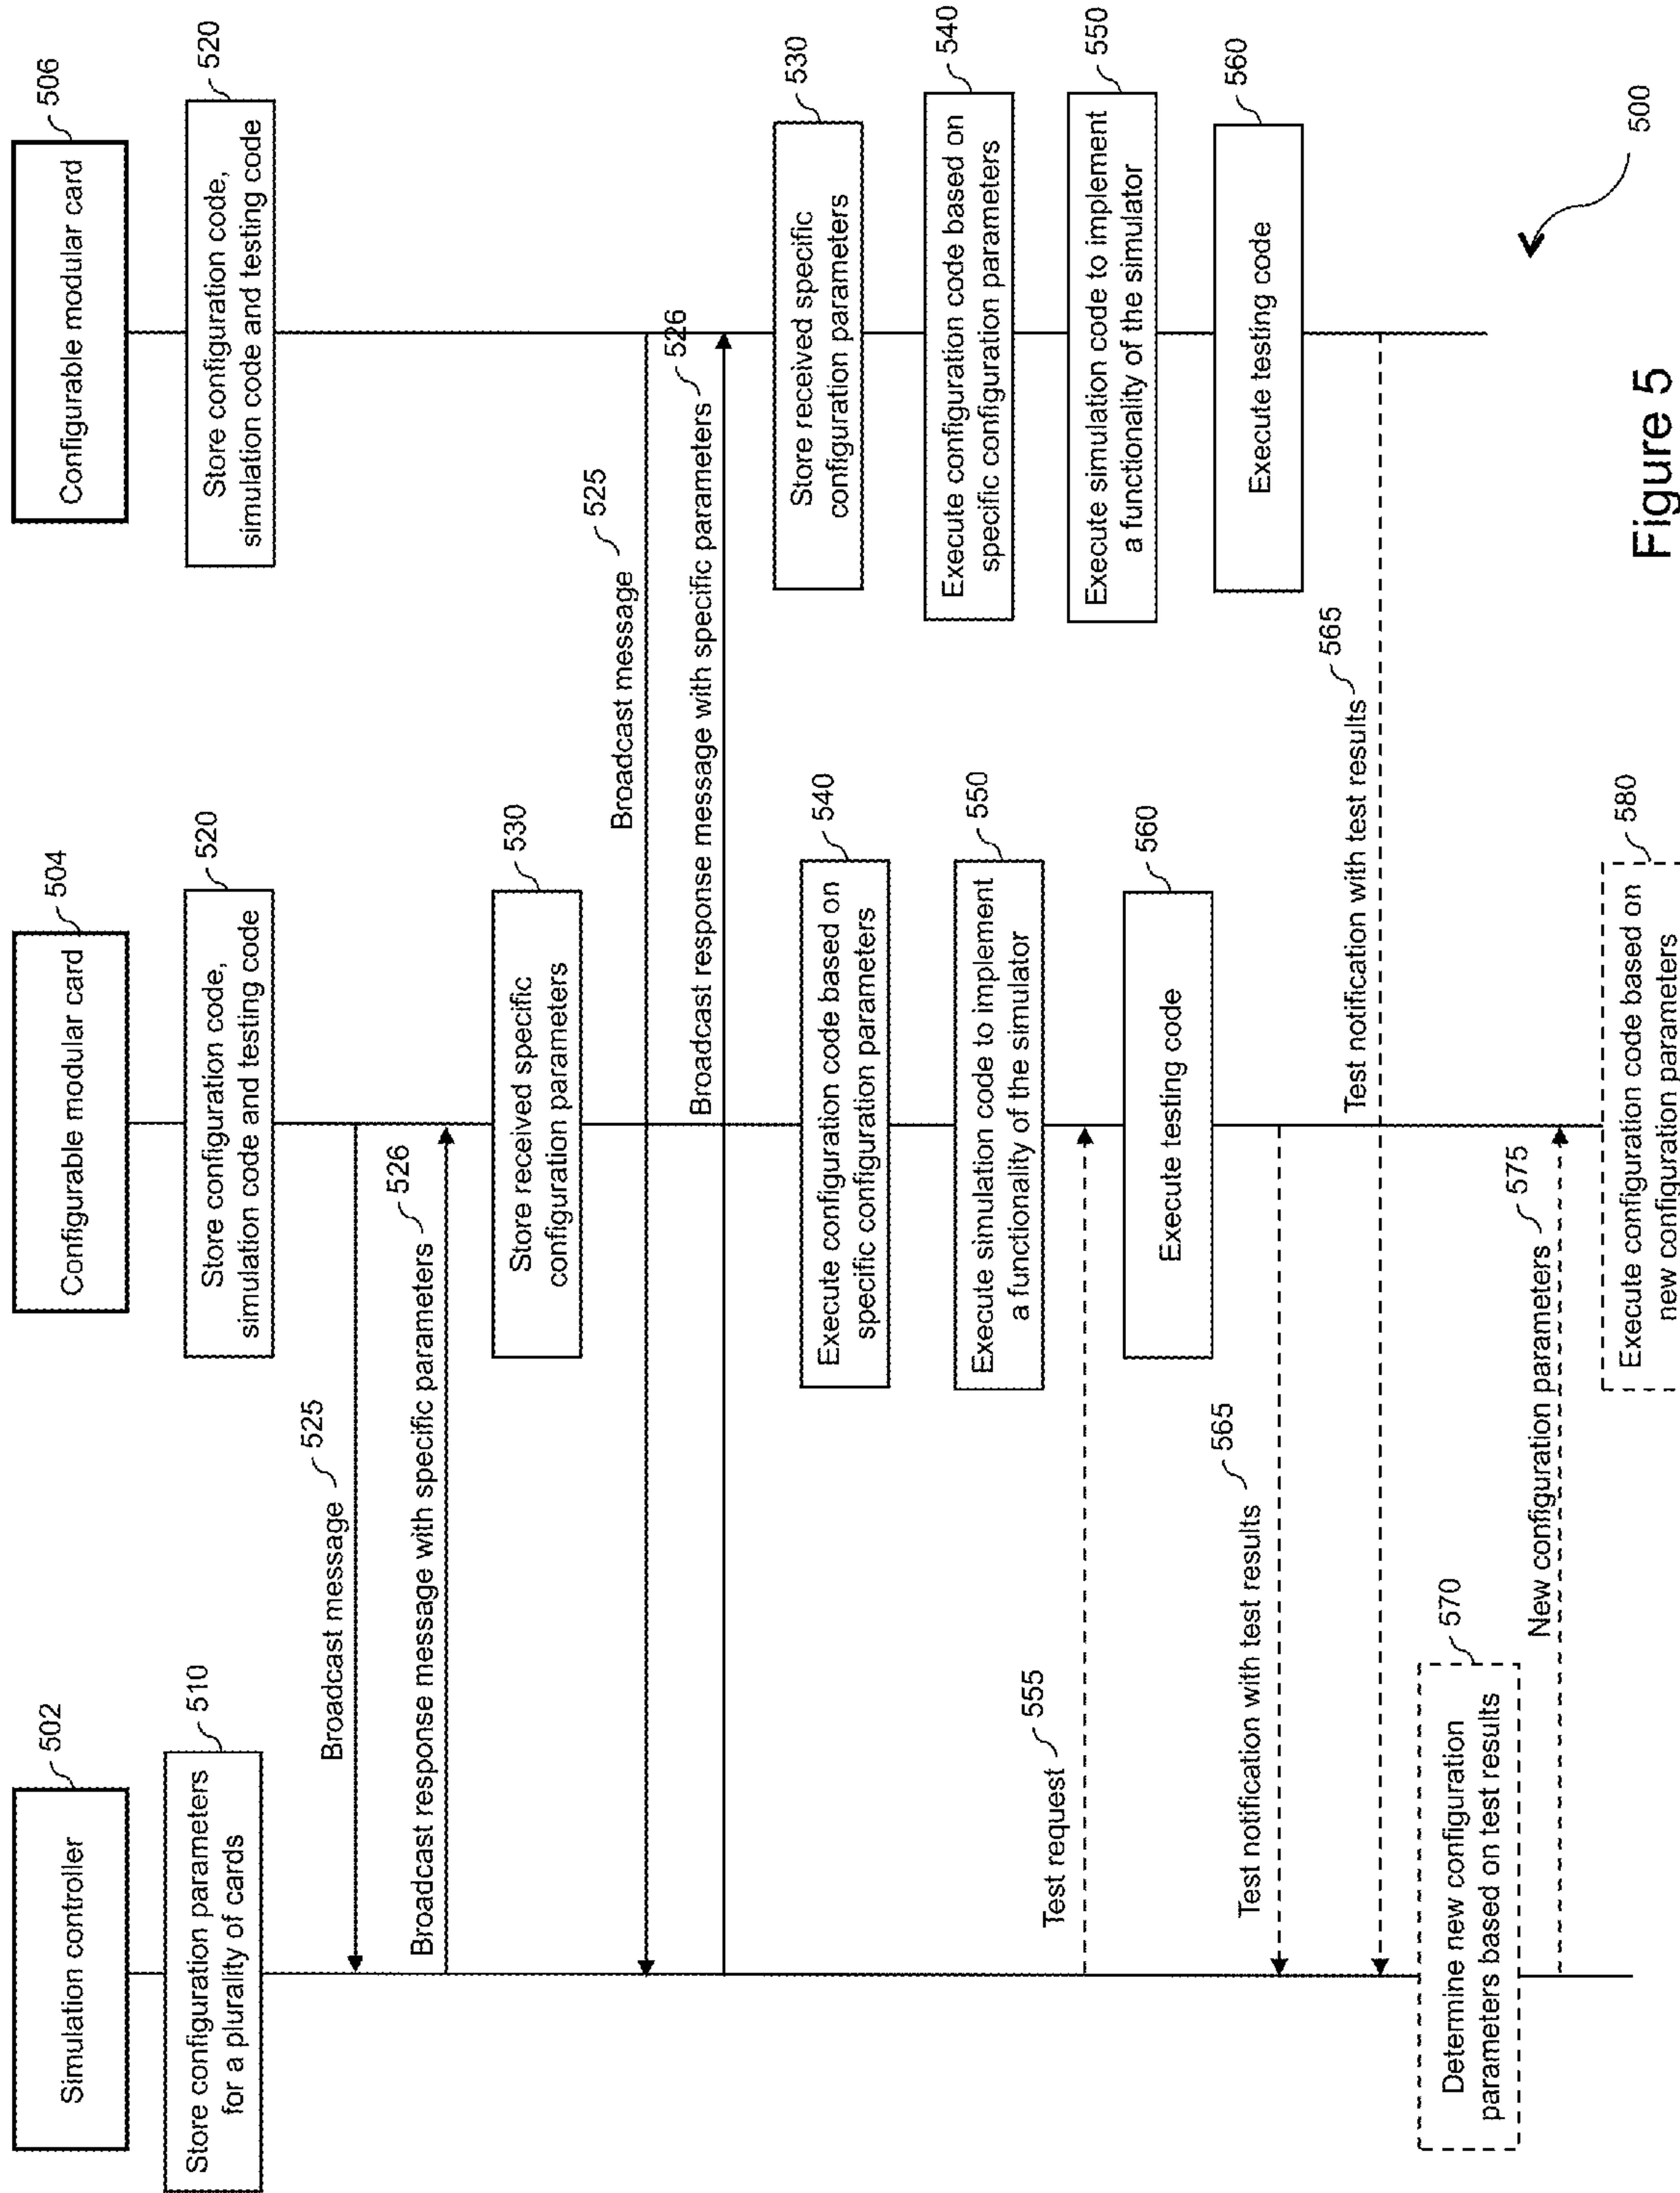 Simulation controller
502
Configurable modular card
504
Configurable modular card
506
Store configuration parameters
for a plurality of cards
510
Store configuration code,
simulation code and testing code
520
Store configuration code,
simulation code and testing code
520
Broadcast message
525
Broadcast response message with specific parameters
526
Store received specific
configuration parameters
530
Broadcast message
525
Broadcast response message with specific parameters
526
Store received specific
configuration parameters
530
Execute configuration code based on
specific configuration parameters
540
Execute configuration code based on
specific configuration parameters
540
Execute simulation code to implement
a functionality of the simulator
550
Execute simulation code to implement
a functionality of the simulator
550
Test request
555
Execute testing code
560
Execute testing code
560
Test notification with test results
565
Test notification with test results
565
Determine new configuration
parameters based on test results
570
New configuration parameters
575
Execute configuration code based on
new configuration parameters
580
500
Figure 5